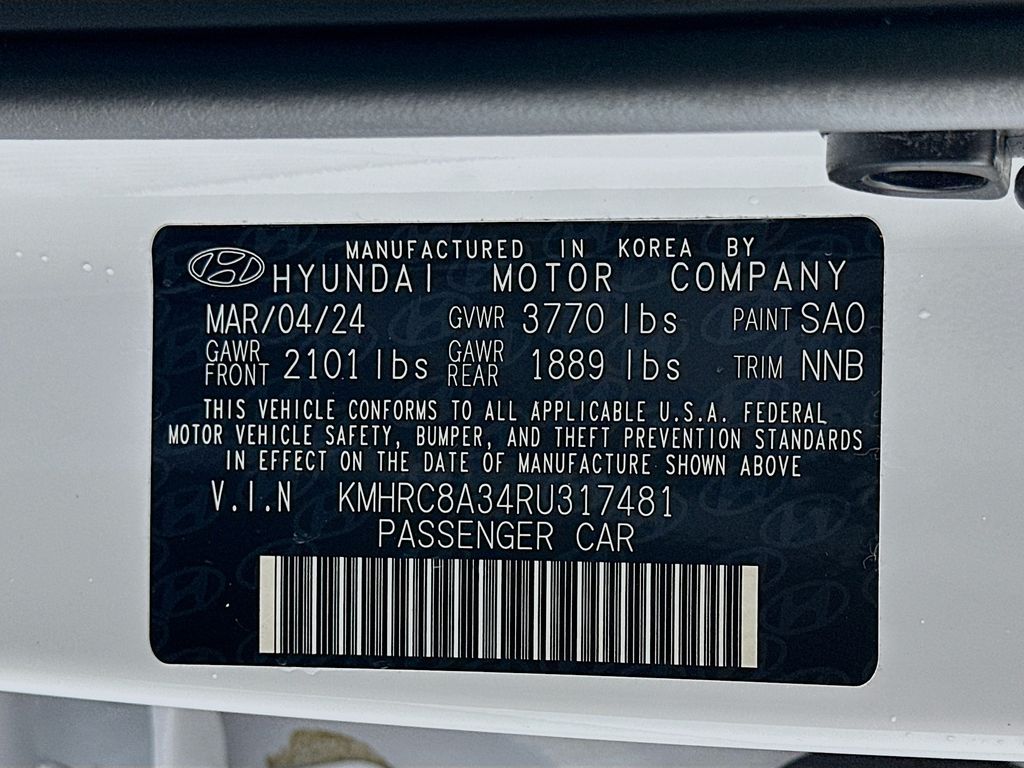 MANUFACTURED IN KOREA BY
HYUNDAI MOTOR COMPANY
MAR/04/24 GVWR 3770 lbs PAINT SAO
GAWR FRONT 2101 lbs GAWR REAR 1889 lbs TRIM NNB
THIS VEHICLE CONFORMS TO ALL APPLICABLE U.S.A. FEDERAL
MOTOR VEHICLE SAFETY, BUMPER, AND THEFT PREVENTION STANDARDS
IN EFFECT ON THE DATE OF MANUFACTURE SHOWN ABOVE
V.I.N KMHRC8A34RU317481
PASSENGER CAR